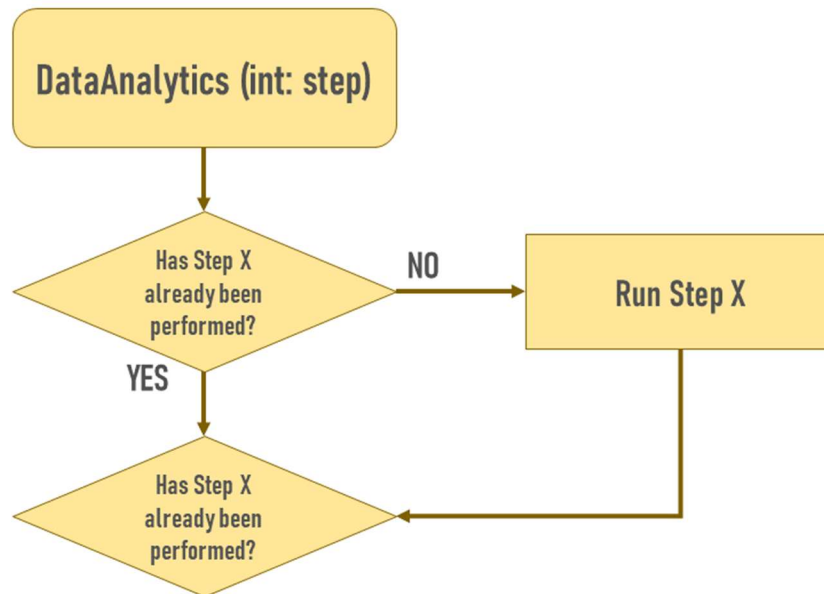 DataAnalytics (int: step)
Has Step X
already been
performed?
NO
Run Step X
YES
Has Step X
already been
performed?